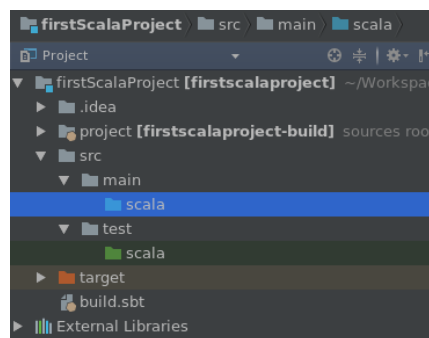 firstScalaProject src main scala
Project
firstScalaProject [firstscalaproject] ~/Workspa
.idea
project [firstscalaproject-build] sources roo
src
main
scala
test
scala
target
build.sbt
External Libraries